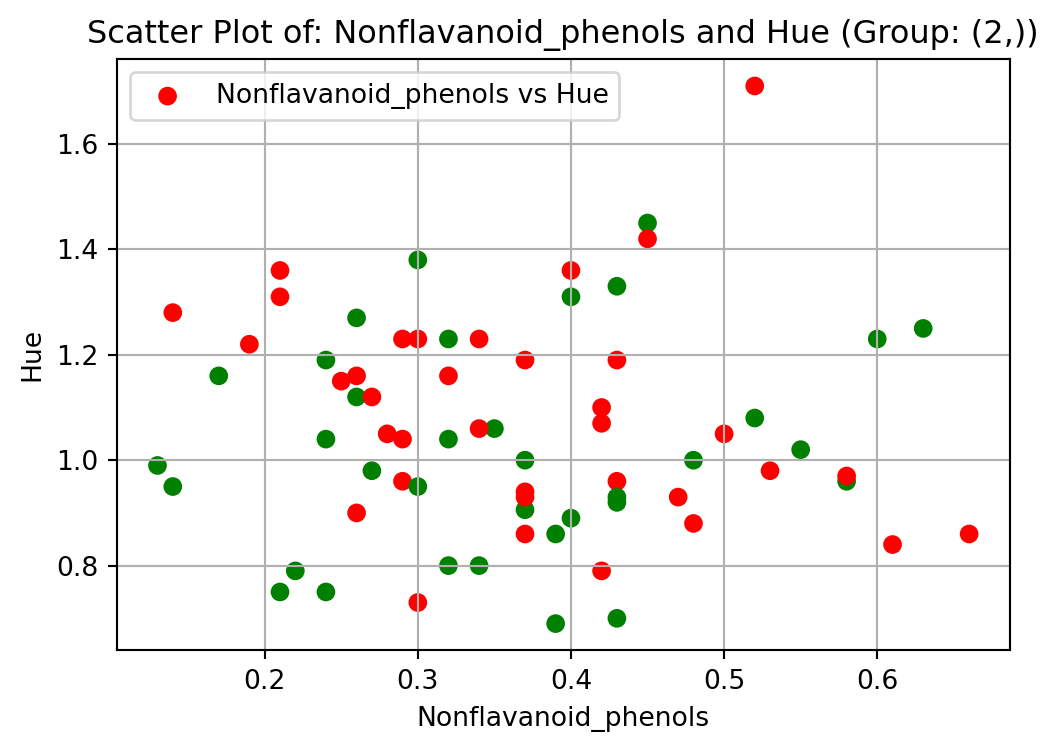 Scatter Plot of: Nonflavanoid_phenols and Hue (Group: (2,))
Nonflavanoid_phenols vs Hue
1.6
1.4
1.2
1.0
0.8
Hue
0.2 0.3 0.4 0.5 0.6
Nonflavanoid_phenols